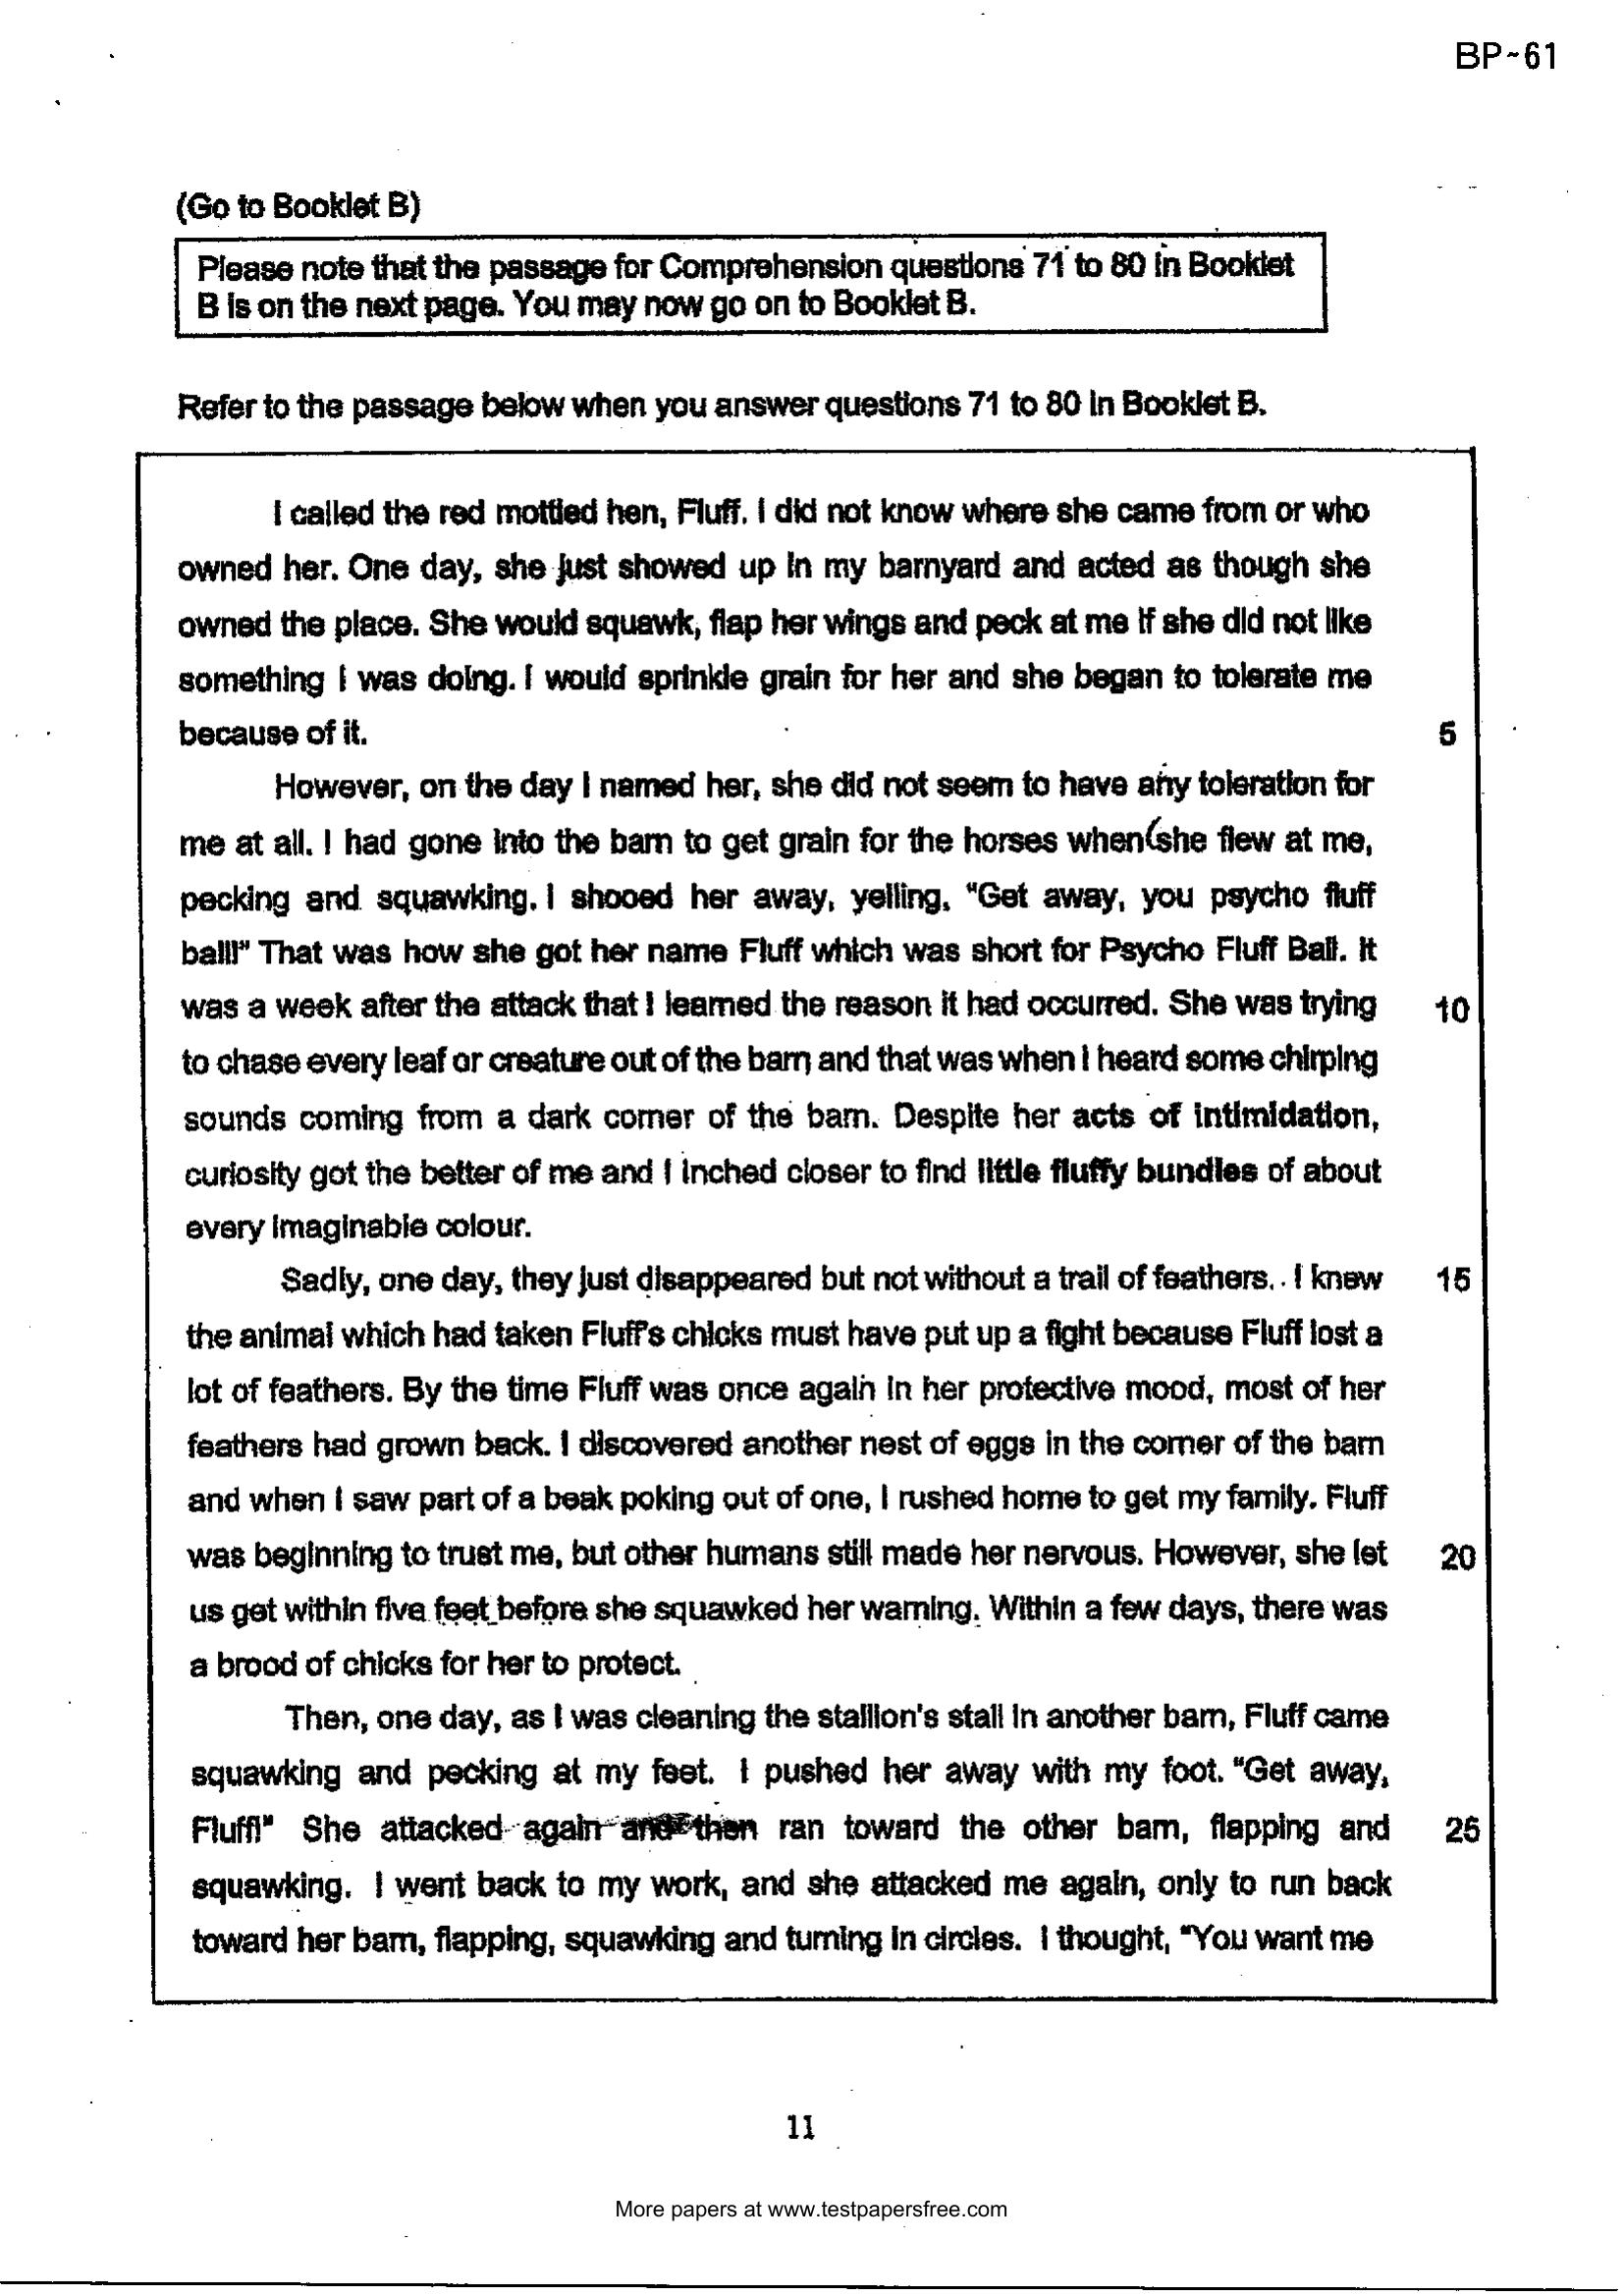 BP~61
(Go to Booklet B)
Please note that the passage for Comprehension questions 71 to 80 in Booklet
B is on the next page. You may now go on to Booklet B.
Refer to the passage below when you answer questions 71 to 80 in Booklet B.
I called the red mottled hen, Fluff. I did not know where she came from or who
owned her. One day, she just showed up in my barnyard and acted as though she
owned the place. She would squawk, flap her wings and peck at me if she did not like
something I was doing. I would sprinkle grain for her and she began to tolerate me
because of it. 5
However, on the day I named her, she did not seem to have any toleration for
me at all. I had gone into the barn to get grain for the horses when (she flew at me,
pecking and squawking. I shooed her away, yelling, "Get away, you psycho fluff
ball!" That was how she got her name Fluff which was short for Psycho Fluff Ball. It
was a week after the attack that I learned the reason it had occurred. She was trying 10
to chase every leaf or creature out of the barn and that was when I heard some chirping
sounds coming from a dark corner of the barn. Despite her acts of intimidation,
curiosity got the better of me and I inched closer to find little fluffy bundles of about
every imaginable colour.
Sadly, one day, they just disappeared but not without a trail of feathers. . I knew 15
the animal which had taken Fluff's chicks must have put up a fight because Fluff lost a
lot of feathers. By the time Fluff was once again in her protective mood, most of her
feathers had grown back. I discovered another nest of eggs in the corner of the barn
and when I saw part of a beak poking out of one, I rushed home to get my family. Fluff
was beginning to trust me, but other humans still made her nervous. However, she let 20
us get within five feet before she squawked her warning. Within a few days, there was
a brood of chicks for her to protect.
Then, one day, as I was cleaning the stallion's stall in another barn, Fluff came
squawking and pecking at my feet. I pushed her away with my foot. "Get away,
Fluff!" She attacked again and then ran toward the other barn, flapping and 25
squawking. I went back to my work, and she attacked me again, only to run back
toward her barn, flapping, squawking and turning in circles. I thought, "You want me
11
More papers at www.testpapersfree.com